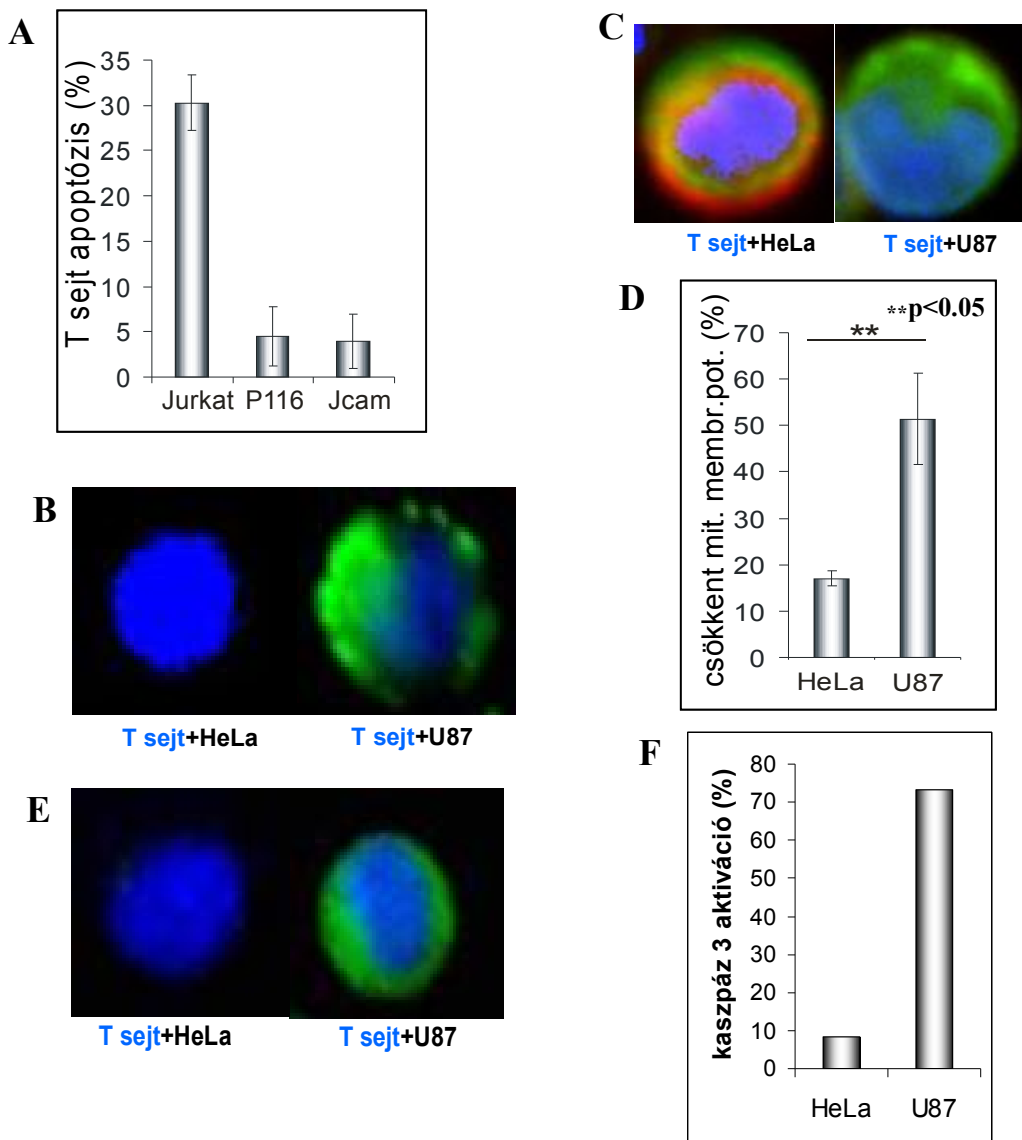 A
T sejt apoptózis (%)
35
30
25
20
15
10
5
0
Jurkat P116 Jcam
B
T sejt+HeLa T sejt+U87
E
T sejt+HeLa T sejt+U87
C
T sejt+HeLa T sejt+U87
D
**p<0.05
**
csökkent mit. membr.pot. (%)
70
60
50
40
30
20
10
0
HeLa U87
F
kaszpáz 3 aktiváció (%)
80
70
60
50
40
30
20
10
0
HeLa U87